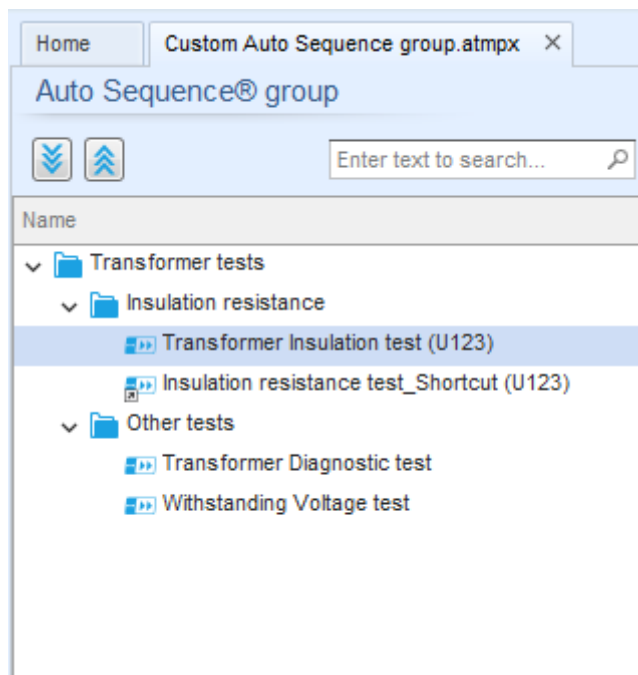 Home
Custom Auto Sequence group.atmpx
Auto Sequence® group
Enter text to search...
Name
Transformer tests
Insulation resistance
Transformer Insulation test (U123)
Insulation resistance test_Shortcut (U123)
Other tests
Transformer Diagnostic test
Withstanding Voltage test